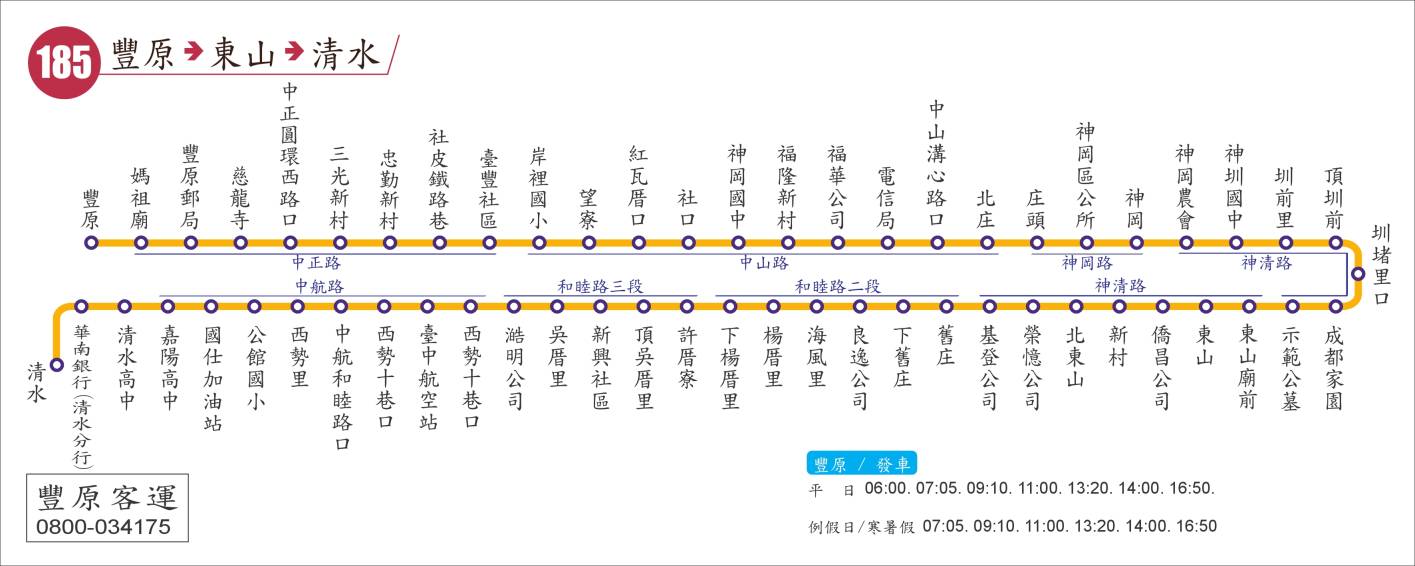 185
豐原➔東山➔清水
豐原
媽祖廟
豐原郵局
慈龍寺
中正圓環西路口
三光新村
忠勤新村
社皮鐵路巷
臺豐社區
岸裡國小
望寮
紅瓦厝口
社口
神岡國中
福隆新村
福華公司
電信局
中山溝心路口
北庄
庄頭
神岡區公所
神岡
神岡農會
神圳國中
圳前里
頂圳前
圳堵里口
中正路
中山路
神岡路
神清路
中航路
和睦路三段
和睦路二段
神清路
清水
華南銀行(清水分行)
清水高中
嘉陽高中
國仕加油站
公館國小
西勢里
中航和睦路口
西勢十巷口
臺中航空站
西勢十巷口
澔明公司
吳厝里
新興社區
頂吳厝里
許厝寮
下楊厝里
楊厝里
海風里
良逸公司
下舊庄
舊庄
基登公司
榮憶公司
北東山
新村
僑昌公司
東山
東山廟前
示範公墓
成都家園
豐原客運
0800-034175
豐原 / 發車
平 日 06:00. 07:05. 09:10. 11:00. 13:20. 14:00. 16:50.
例假日/寒暑假 07:05. 09:10. 11:00. 13:20. 14:00. 16:50